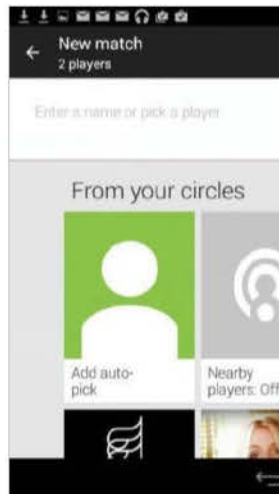 New match
2 players
Enter a name or pick a player
From your circles
Add auto-
pick
Nearby
players: Off